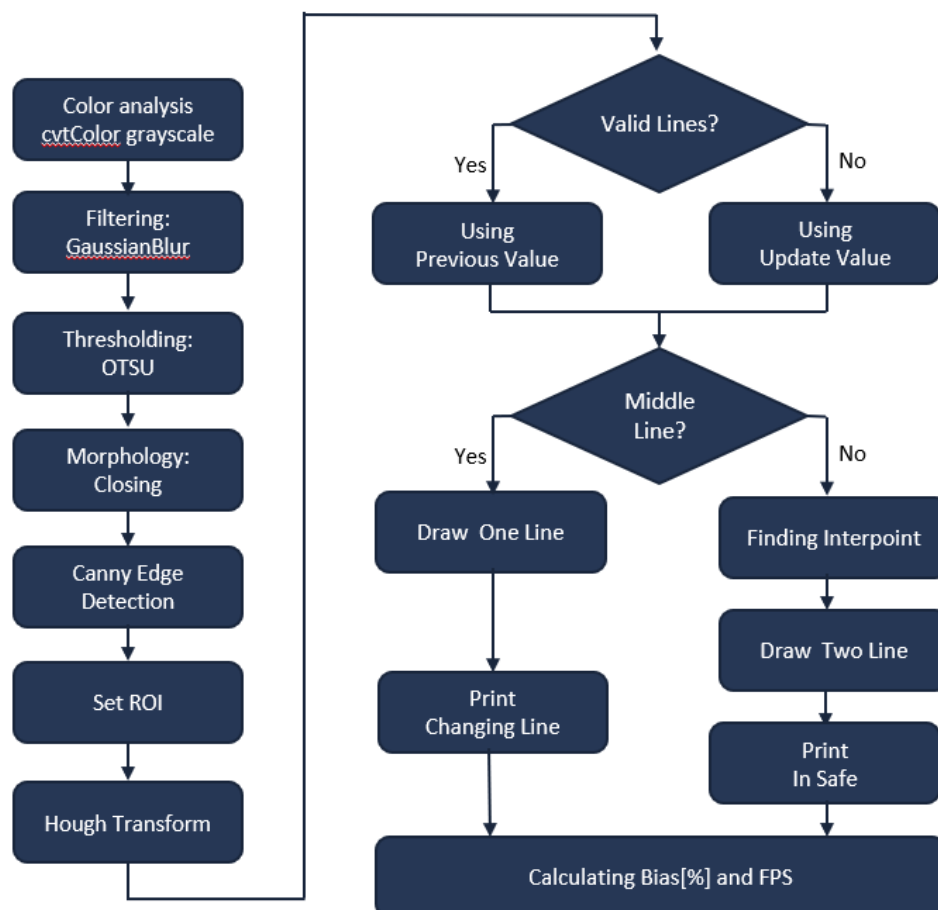 Color analysis
cvtColor grayscale
Filtering:
GaussianBlur
Thresholding:
OTSU
Morphology:
Closing
Canny Edge
Detection
Set ROI
Hough Transform
Valid Lines?
Yes
No
Using
Previous Value
Using
Update Value
Middle
Line?
Yes
No
Draw One Line
Finding Interpoint
Draw Two Line
Print
Changing Line
Print
In Safe
Calculating Bias[%] and FPS